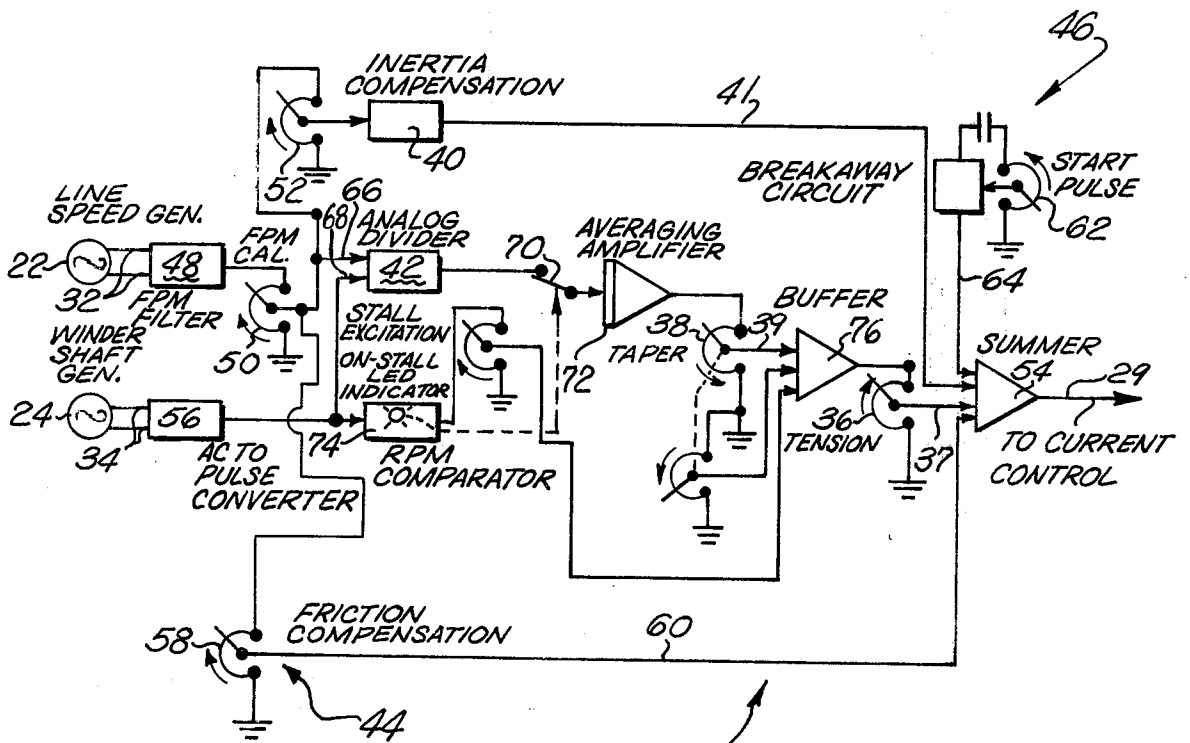 46
INERTIA
COMPENSATION
41
40
52
BREAKAWAY
CIRCUIT
START
PULSE
62
64
LINE
SPEED GEN.
22
32
48
FPM
FILTER
FPM
CAL.
50
68
66
ANALOG
DIVIDER
42
70
AVERAGING
AMPLIFIER
72
38
39
TAPER
BUFFER
76
36
TENSION
37
SUMMER
54
29
TO CURRENT
CONTROL
WINDER
SHAFT
GEN.
24
34
56
AC TO
PULSE
CONVERTER
STALL
EXCITATION
ON-STALL
LED
INDICATOR
74
RPM
COMPARATOR
58
FRICTION
COMPENSATION
60
44